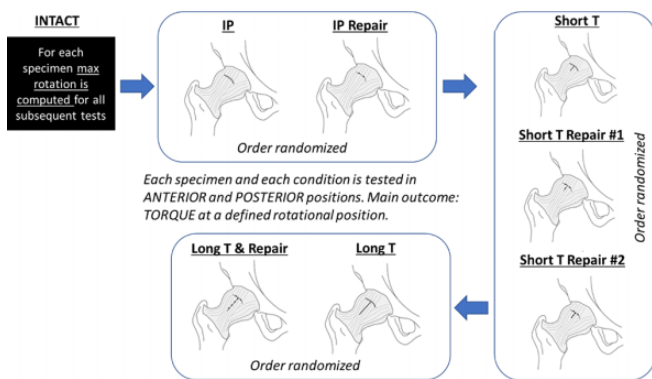 INTACT
For each
specimen max
rotation is
computed for all
subsequent tests
IP
IP Repair
Order randomized
Short T
Short T Repair #1
Short T Repair #2
Order randomized
Each specimen and each condition is tested in
ANTERIOR and POSTERIOR positions. Main outcome:
TORQUE at a defined rotational position.
Long T & Repair
Long T
Order randomized